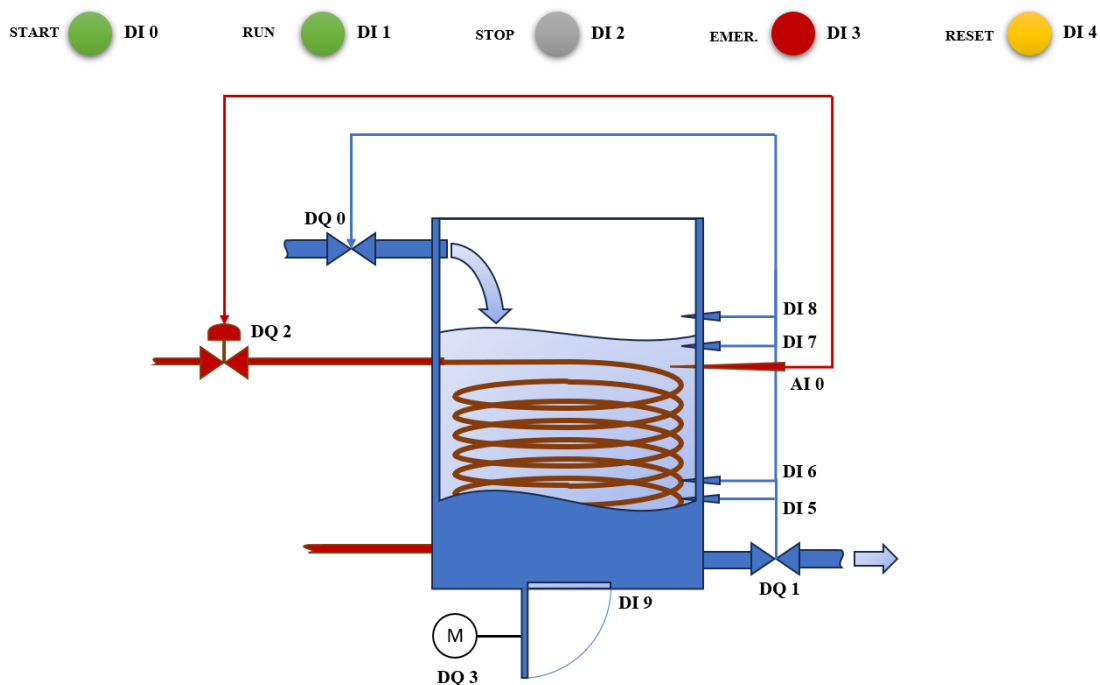 START DI 0 RUN DI 1 STOP DI 2 EMER. DI 3 RESET DI 4
DQ 0
DI 8
DQ 2
DI 7
AI 0
DI 6
DI 5
DQ 1
DI 9
M
DQ 3